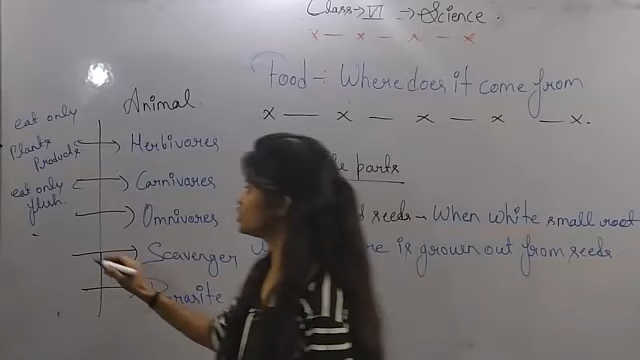 Class - VI → Science.
x — x — x — x
Food :- Where does it come from
x — x — x — x — x.
Animal.
eat only
Plants
Products
Herbivores
eat only
flesh.
Carnivores
Omnivores
Scavenger
Parasite
parts
seeds - When white small root
is grown out from seeds